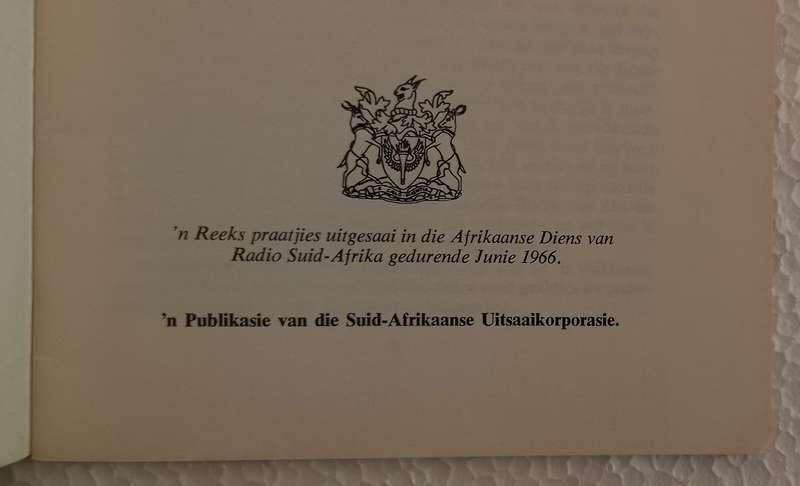 'n Reeks praatjies uitgesaai in die Afrikaanse Diens van
Radio Suid-Afrika gedurende Junie 1966.
'n Publikasie van die Suid-Afrikaanse Uitsaaikorporasie.